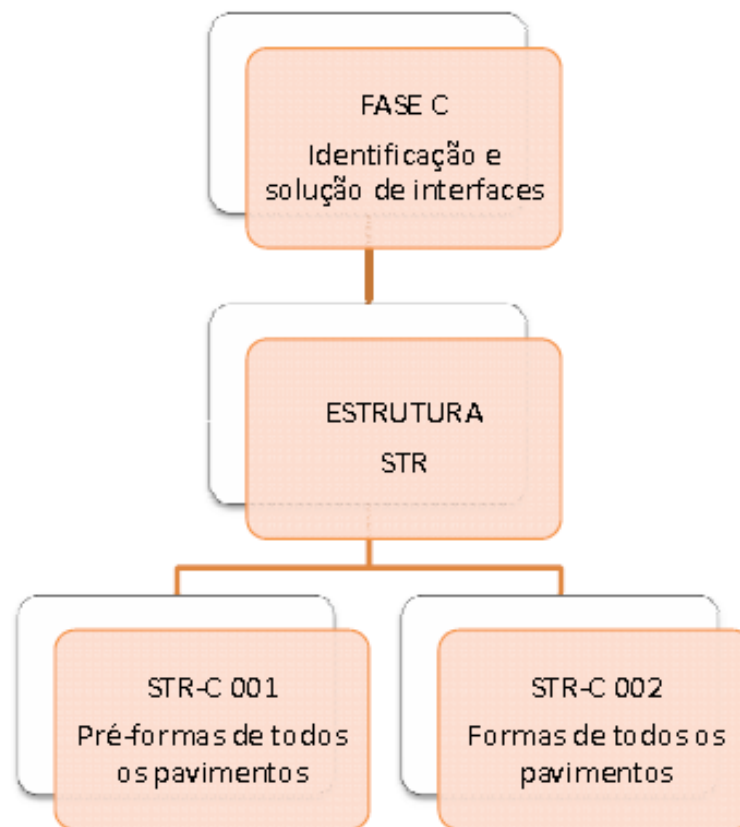 FASE C
Identificação e
solução de interfaces
ESTRUTURA
STR
STR-C 001
Pré-formas de todos
os pavimentos
STR-C 002
Formas de todos os
pavimentos